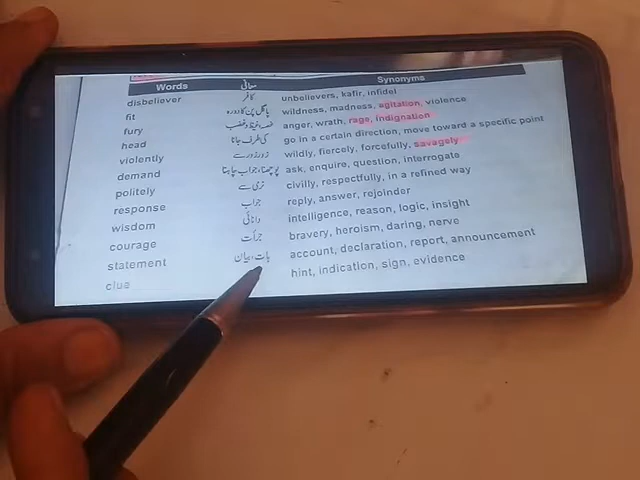 Words معانی Synonyms
disbeliever کافر unbelievers, kafir, infidel
fit پاگل پن کا دورہ wildness, madness, agitation, violence
fury غصہ، غیظ و غضب anger, wrath, rage, indignation
head کی طرف جانا go in a certain direction, move toward a specific point
violently زور زور سے wildly, fiercely, forcefully, savagely
demand پوچھنا، جواب چاہنا ask, enquire, question, interrogate
politely نرمی سے civilly, respectfully, in a refined way
response جواب reply, answer, rejoinder
wisdom دانائی intelligence, reason, logic, insight
courage جرأت bravery, heroism, daring, nerve
statement بات، بیان account, declaration, report, announcement
clue hint, indication, sign, evidence